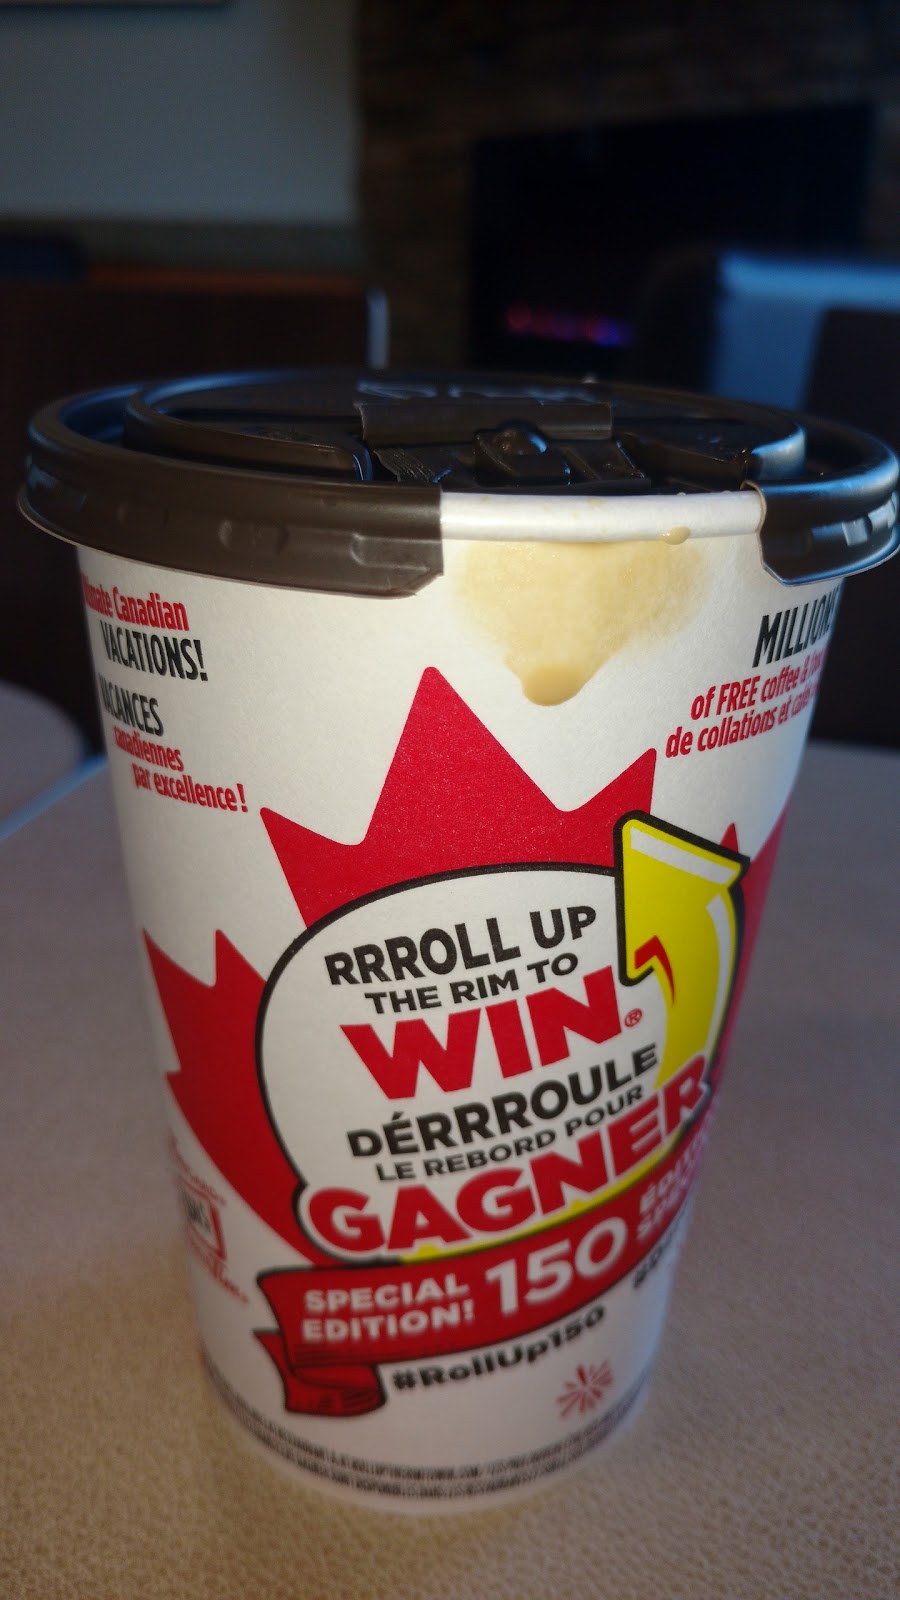 Canadian
VACATIONS!
VACANCES
canadiennes
par excellence!
MILLIONS
of FREE coffee &
de collations et cafés
RRROLL UP
THE RIM TO
WIN®
DÉRRROULE
LE REBORD POUR
GAGNER
SPECIAL
EDITION!
150
#RollUp150